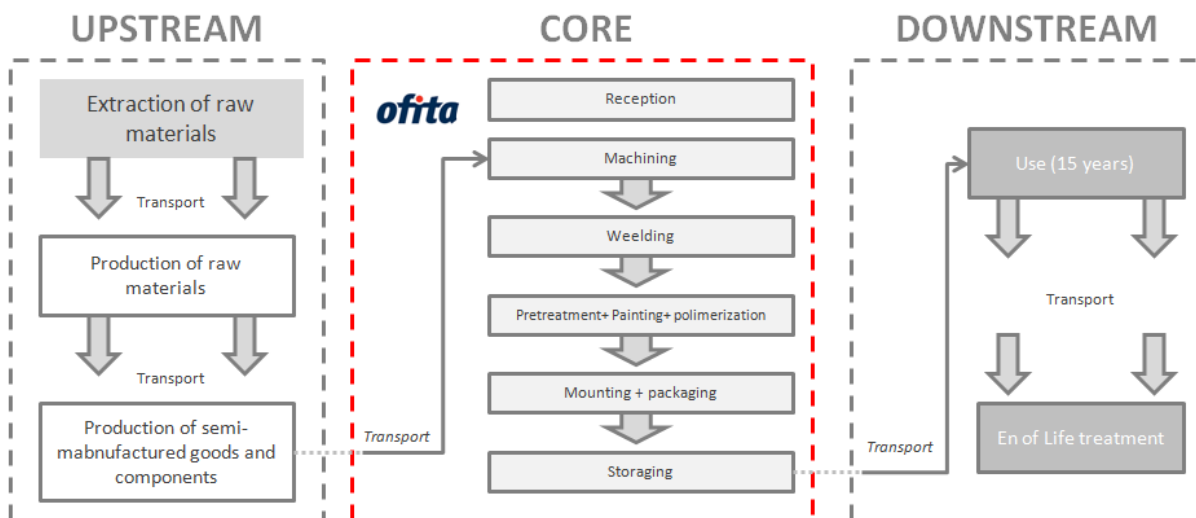 UPSTREAM
Extraction of raw
materials
Transport
Production of raw
materials
Transport
Production of semi-
mabnufactured goods and
components
Transport
CORE
ofita
Reception
Machining
Weelding
Pretreatment+ Painting+ polimerization
Mounting + packaging
Storaging
Transport
DOWNSTREAM
Use (15 years)
Transport
En of Life treatment